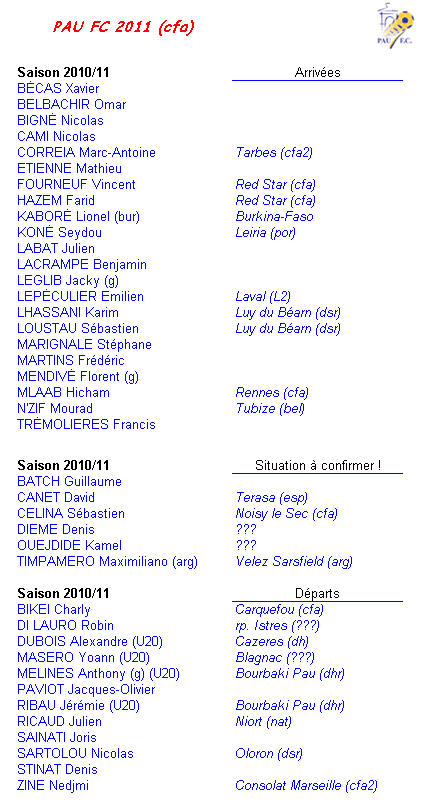 PAU FC 2011 (cfa)
PAU F.C.
Saison 2010/11 Arrivées
BÉCAS Xavier
BELBACHIR Omar
BIGNÉ Nicolas
CAMI Nicolas
CORREIA Marc-Antoine Tarbes (cfa2)
ETIENNE Mathieu
FOURNEUF Vincent Red Star (cfa)
HAZEM Farid Red Star (cfa)
KABORÉ Lionel (bur) Burkina-Faso
KONÉ Seydou Leiria (por)
LABAT Julien
LACRAMPE Benjamin
LEGLIB Jacky (g)
LEPÉCULIER Emilien Laval (L2)
LHASSANI Karim Luy du Béarn (dsr)
LOUSTAU Sébastien Luy du Béarn (dsr)
MARIGNALE Stéphane
MARTINS Frédéric
MENDIVÉ Florent (g)
MLAAB Hicham Rennes (cfa)
N'ZIF Mourad Tubize (bel)
TRÉMOLIERES Francis
Saison 2010/11 Situation à confirmer !
BATCH Guillaume
CANET David Terasa (esp)
CELINA Sébastien Noisy le Sec (cfa)
DIEME Denis ???
OUEJDIDE Kamel ???
TIMPAMERO Maximiliano (arg) Velez Sarsfield (arg)
Saison 2010/11 Départs
BIKEI Charly Carquefou (cfa)
DI LAURO Robin rp. Istres (???)
DUBOIS Alexandre (U20) Cazeres (dh)
MASERO Yoann (U20) Blagnac (???)
MELINES Anthony (g) (U20) Bourbaki Pau (dhr)
PAVIOT Jacques-Olivier
RIBAU Jérémie (U20) Bourbaki Pau (dhr)
RICAUD Julien Niort (nat)
SAINATI Joris
SARTOLOU Nicolas Oloron (dsr)
STINAT Denis
ZINE Nedjmi Consolat Marseille (cfa2)